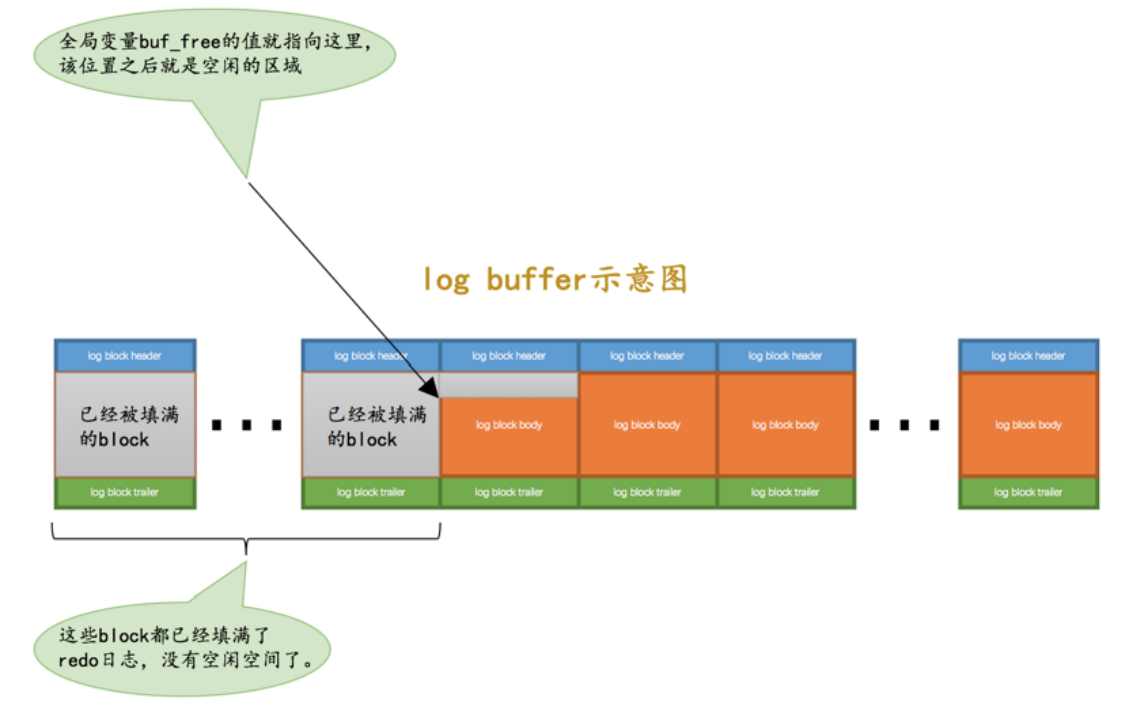 全局变量buf_free的值就指向这里，
该位置之后就是空闲的区域
log buffer示意图
log block header
log block header
log block header
log block header
log block header
log block header
已经被填满
的block
已经被填满
的block
log block body
log block body
log block body
log block body
log block trailer
log block trailer
log block trailer
log block trailer
log block trailer
log block trailer
这些block都已经填满了
redo日志，没有空闲空间了。